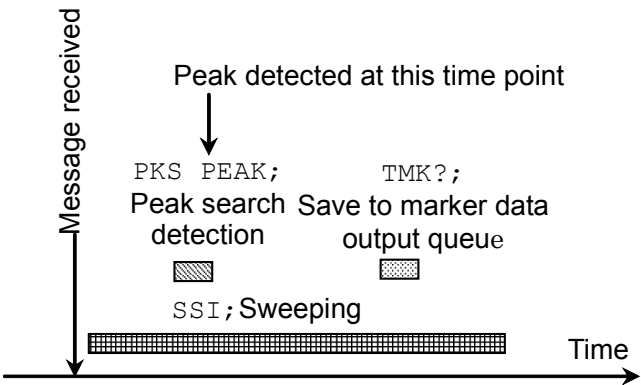 Message received
Peak detected at this time point
PKS PEAK;
Peak search
detection
TMK?;
Save to marker data
output queue
SSI; Sweeping
Time